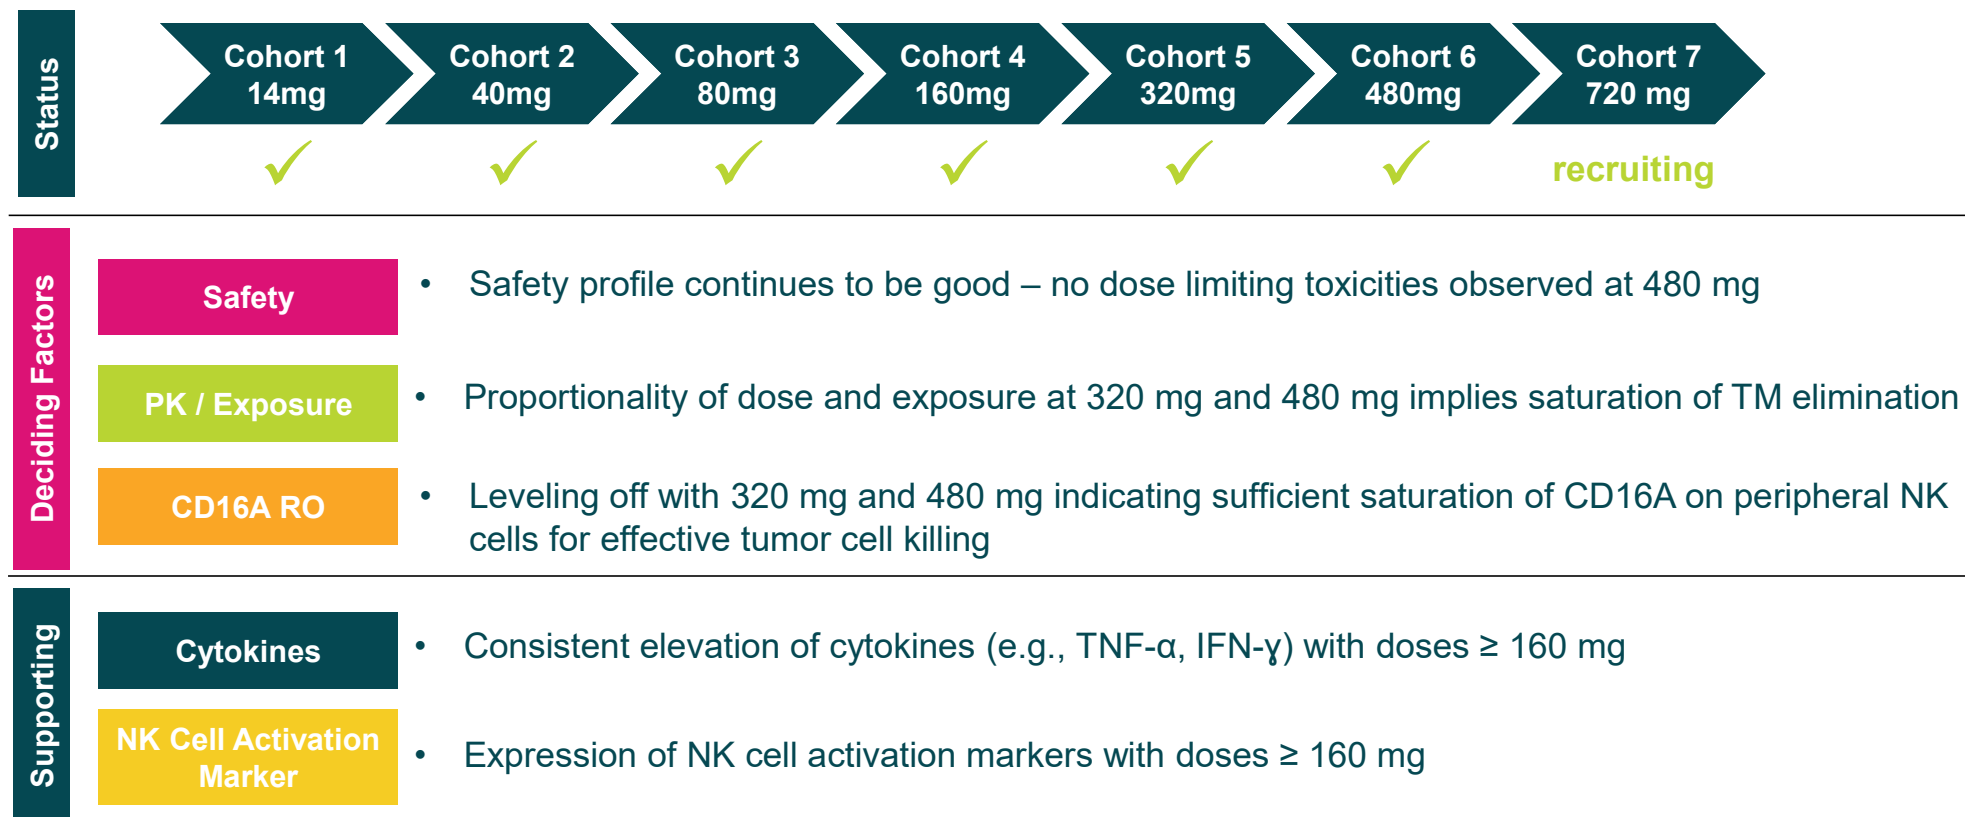 Status
Cohort 1
14mg
Cohort 2
40mg
Cohort 3
80mg
Cohort 4
160mg
Cohort 5
320mg
Cohort 6
480mg
Cohort 7
720 mg
recruiting
Deciding Factors
Safety
• Safety profile continues to be good – no dose limiting toxicities observed at 480 mg
PK / Exposure
• Proportionality of dose and exposure at 320 mg and 480 mg implies saturation of TM elimination
CD16A RO
• Leveling off with 320 mg and 480 mg indicating sufficient saturation of CD16A on peripheral NK
cells for effective tumor cell killing
Supporting
Cytokines
• Consistent elevation of cytokines (e.g., TNF-α, IFN-ɣ) with doses ≥ 160 mg
NK Cell Activation
Marker
• Expression of NK cell activation markers with doses ≥ 160 mg